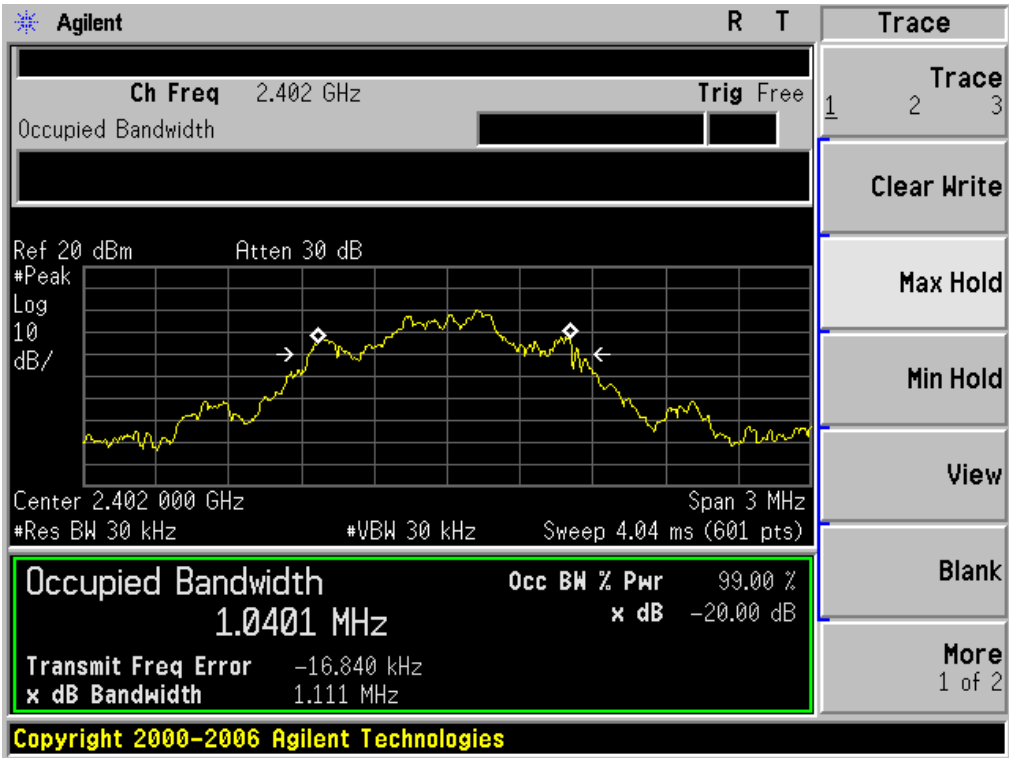 Agilent R T
Ch Freq 2.402 GHz Trig Free
Occupied Bandwidth
Ref 20 dBm Atten 30 dB
#Peak
Log
10
dB/
Center 2.402 000 GHz Span 3 MHz
#Res BW 30 kHz #VBW 30 kHz Sweep 4.04 ms (601 pts)
Occupied Bandwidth
1.0401 MHz
Occ BW % Pwr 99.00 %
x dB -20.00 dB
Transmit Freq Error -16.840 kHz
x dB Bandwidth 1.111 MHz
Copyright 2000-2006 Agilent Technologies
Trace
Trace
1 2 3
Clear Write
Max Hold
Min Hold
View
Blank
More
1 of 2